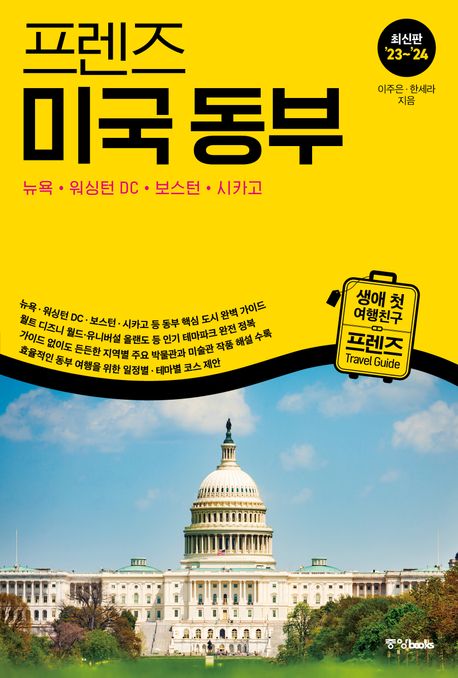 프렌즈
미국 동부
뉴욕 • 워싱턴 DC • 보스턴 • 시카고
최신판
’23~’24
이주은 · 한세라
지음
뉴욕 · 워싱턴 DC · 보스턴 · 시카고 등 동부 핵심 도시 완벽 가이드
월트 디즈니 월드·유니버설 올랜도 등 인기 테마파크 완전 정복
가이드 없이도 든든한 지역별 주요 박물관과 미술관 작품 해설 수록
효율적인 동부 여행을 위한 일정별 · 테마별 코스 제안
생애 첫
여행친구
프렌즈
Travel Guide
중앙books